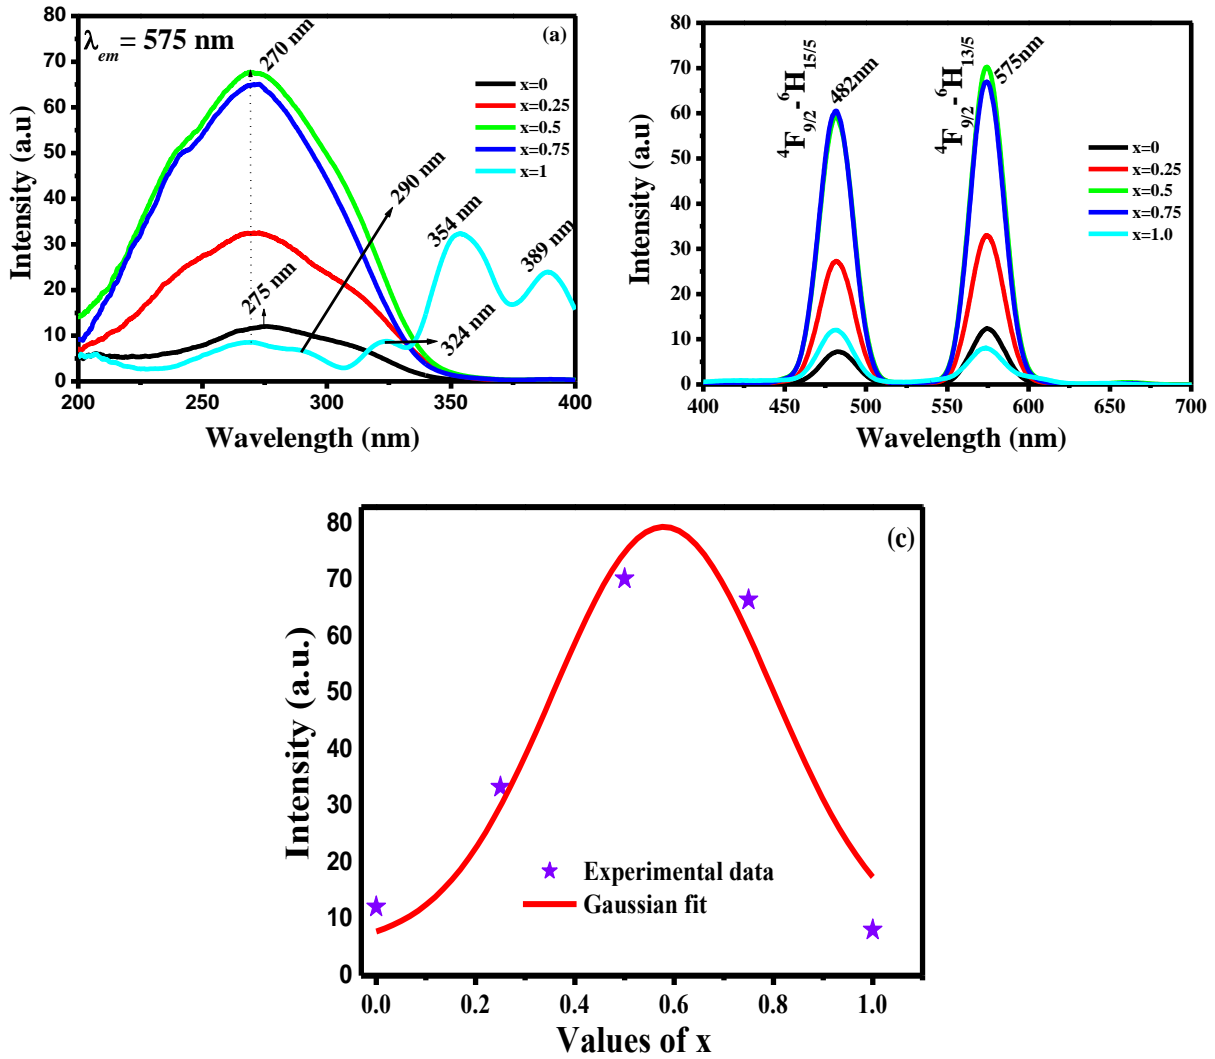 λem= 575 nm
(a)
270 nm
275 nm
290 nm
324 nm
354 nm
389 nm
x=0
x=0.25
x=0.5
x=0.75
x=1
Intensity (a.u)
80
70
60
50
40
30
20
10
0
200 250 300 350 400
Wavelength (nm)
4F9/2-6H15/5
482nm
4F9/2-6H13/5
575nm
x=0
x=0.25
x=0.5
x=0.75
x=1.0
Intensity (a.u)
80
70
60
50
40
30
20
10
0
400 450 500 550 600 650 700
Wavelength (nm)
(c)
Intensity (a.u.)
80
70
60
50
40
30
20
10
0
Experimental data
Gaussian fit
0.0 0.2 0.4 0.6 0.8 1.0
Values of x